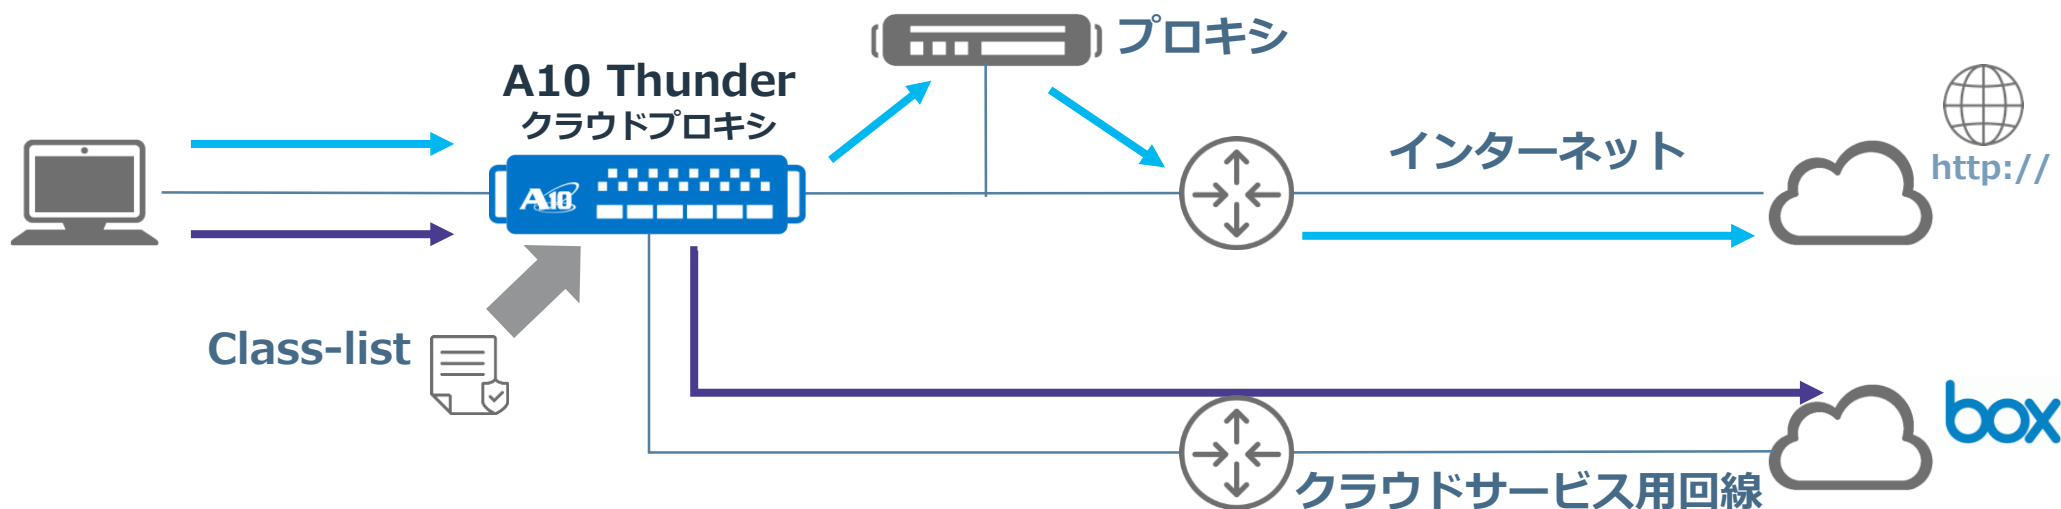 プロキシ
A10 Thunder
クラウドプロキシ
A10
インターネット
http://
Class-list
box
クラウドサービス用回線